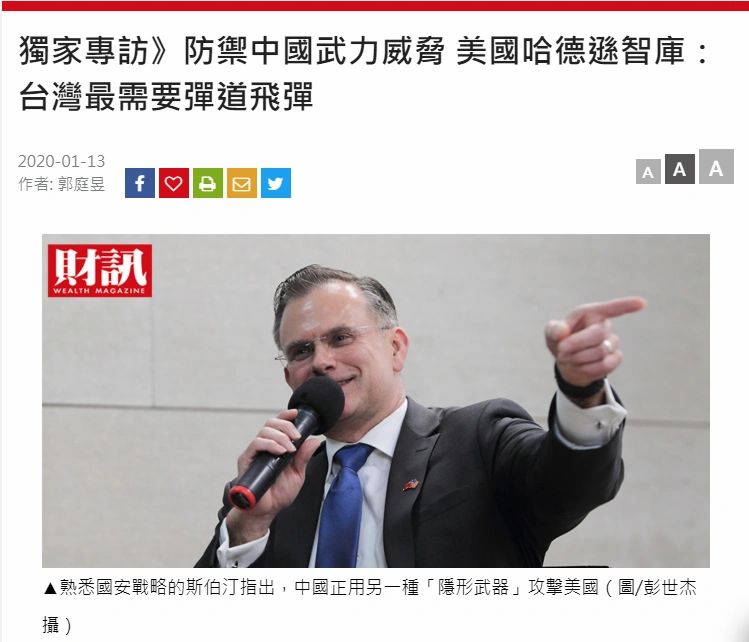 獨家專訪》防禦中國武力威脅 美國哈德遜智庫：
台灣最需要彈道飛彈
2020-01-13
作者: 郭庭昱
A A A
財訊
WEALTH MAGAZINE
▲熟悉國安戰略的斯伯汀指出，中國正用另一種「隱形武器」攻擊美國（圖/彭世杰
攝）